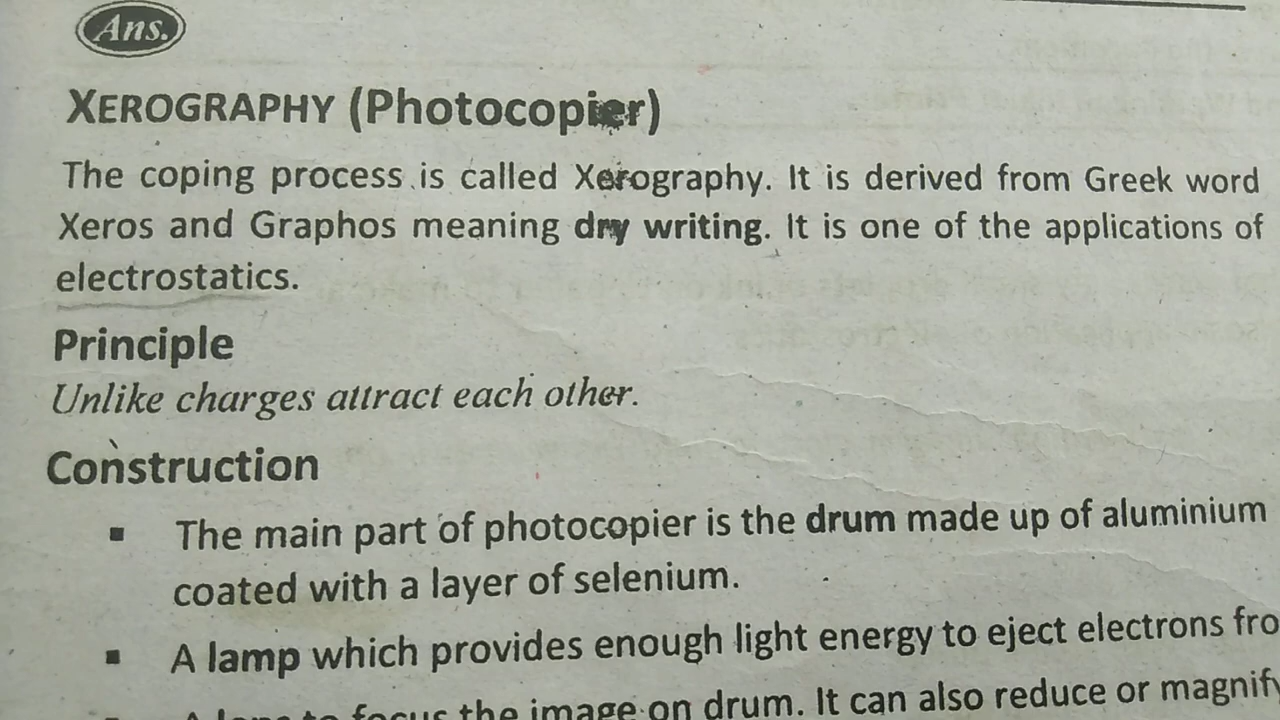 Ans.
XEROGRAPHY (Photocopier)
The coping process is called Xerography. It is derived from Greek word
Xeros and Graphos meaning dry writing. It is one of the applications of
electrostatics.
Principle
Unlike charges attract each other.
Construction
▪ The main part of photocopier is the drum made up of aluminium
coated with a layer of selenium.
▪ A lamp which provides enough light energy to eject electrons fro
▪ A lens to focus the image on drum. It can also reduce or magnify